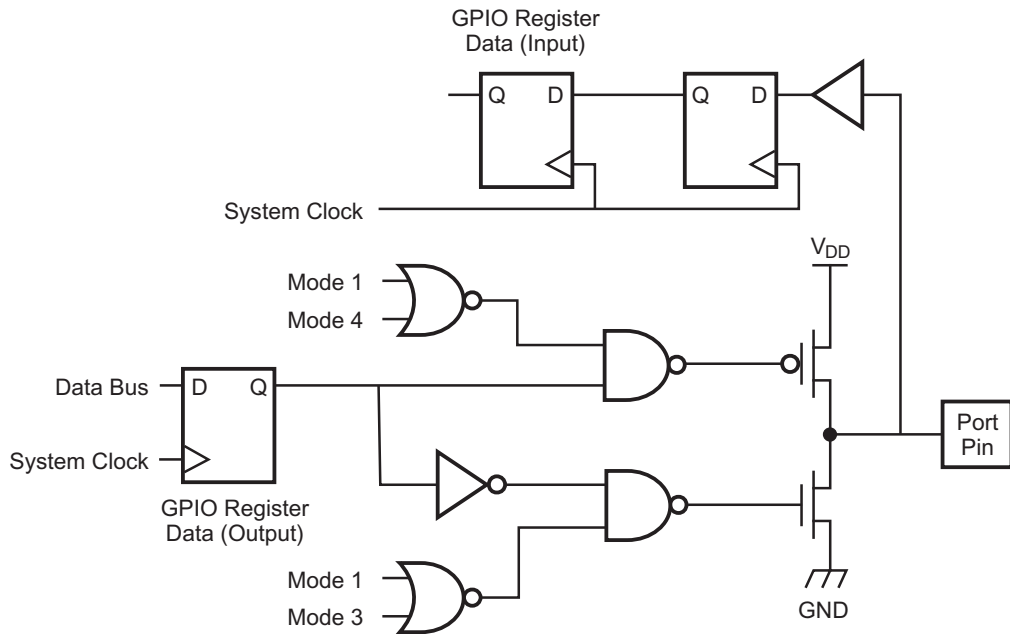 GPIO Register
Data (Input)
Q D
Q D
System Clock
VDD
Mode 1
Mode 4
Data Bus
D Q
System Clock
GPIO Register
Data (Output)
Port
Pin
Mode 1
Mode 3
GND